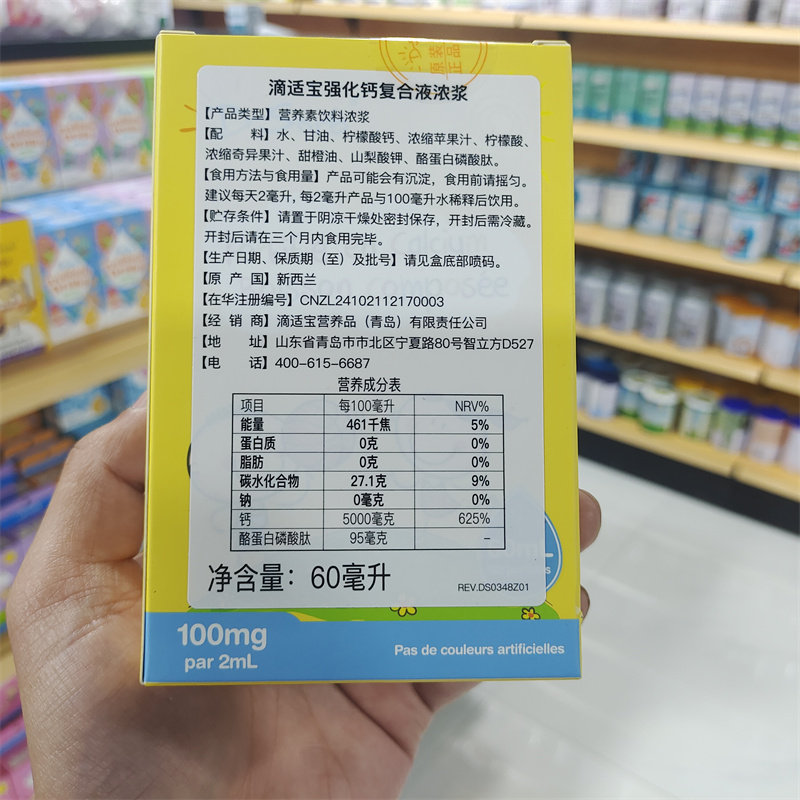 原装
正品
滴适宝强化钙复合液浓浆
【产品类型】营养素饮料浓浆
【配 料】水、甘油、柠檬酸钙、浓缩苹果汁、柠檬酸、
浓缩奇异果汁、甜橙油、山梨酸钾、酪蛋白磷酸肽。
【食用方法与食用量】产品可能会有沉淀，食用前请摇匀。
建议每天2毫升，每2毫升产品与100毫升水稀释后饮用。
【贮存条件】请置于阴凉干燥处密封保存，开封后需冷藏。
开封后请在三个月内食用完毕。
【生产日期、保质期（至）及批号】请见盒底部喷码。
【原 产 国】新西兰
【在华注册编号】CNZL24102112170003
【经 销 商】滴适宝营养品（青岛）有限责任公司
【地 址】山东省青岛市市北区宁夏路80号智立方D527
【电 话】400-615-6687
营养成分表
项目 每100毫升 NRV%
能量 461千焦 5%
蛋白质 0克 0%
脂肪 0克 0%
碳水化合物 27.1克 9%
钠 0毫克 0%
钙 5000毫克 625%
酪蛋白磷酸肽 95毫克 –
净含量：60毫升
REV.DS0348Z01
100mg
par 2mL
Pas de couleurs artificielles